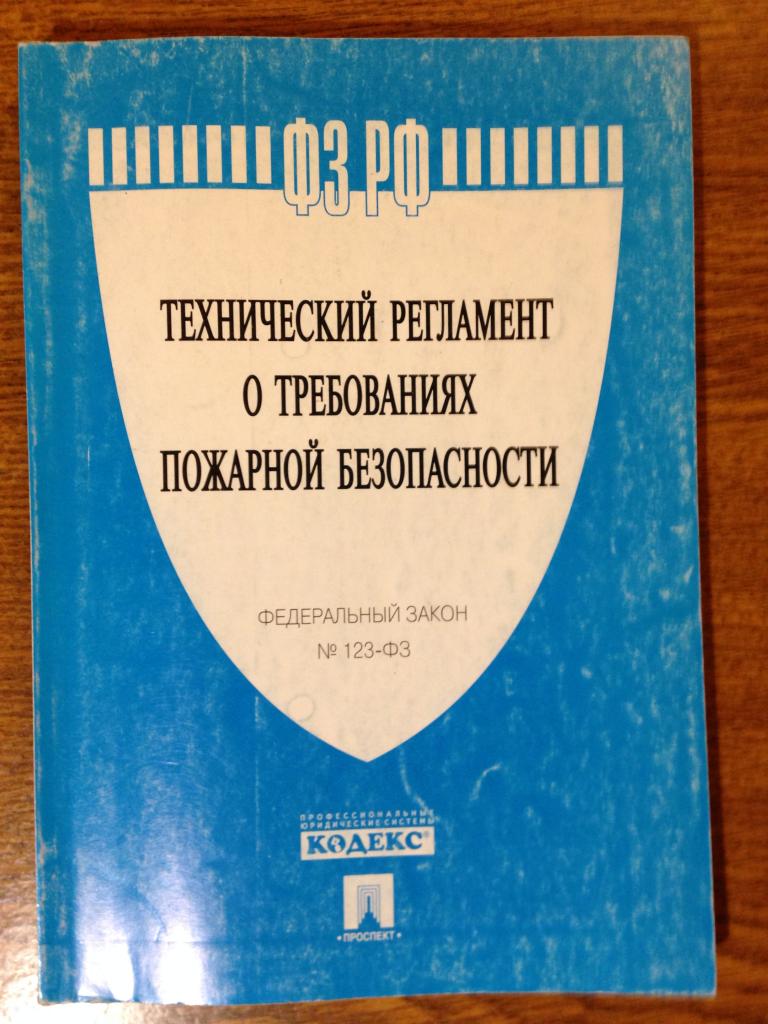 ФЗ РФ
ТЕХНИЧЕСКИЙ РЕГЛАМЕНТ
О ТРЕБОВАНИЯХ
ПОЖАРНОЙ БЕЗОПАСНОСТИ
ФЕДЕРАЛЬНЫЙ ЗАКОН
№ 123-ФЗ
ПРОФЕССИОНАЛЬНЫЕ
ЮРИДИЧЕСКИЕ СИСТЕМЫ
КОДЕКС®
• ПРОСПЕКТ •